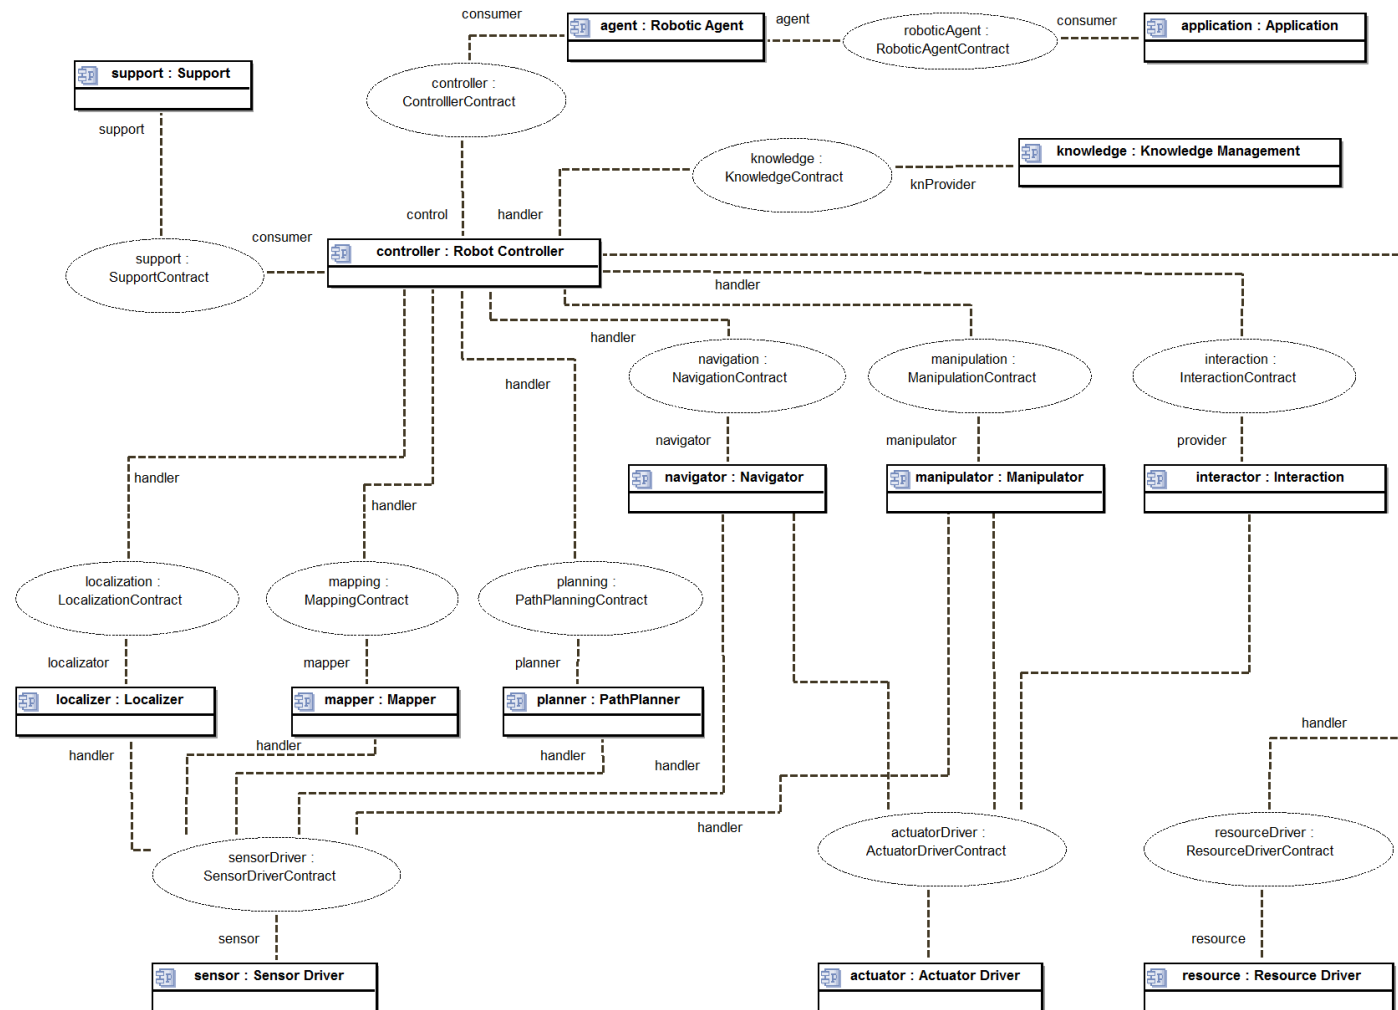 consumer
agent : Robotic Agent
agent
roboticAgent :
RoboticAgentContract
consumer
application : Application
support : Support
controller :
ControlllerContract
support
knowledge :
KnowledgeContract
knowledge : Knowledge Management
knProvider
control
handler
consumer
controller : Robot Controller
support :
SupportContract
handler
handler
navigation :
NavigationContract
manipulation :
ManipulationContract
interaction :
InteractionContract
handler
navigator
manipulator
provider
handler
navigator : Navigator
manipulator : Manipulator
interactor : Interaction
handler
localization :
LocalizationContract
mapping :
MappingContract
planning :
PathPlanningContract
localizator
mapper
planner
localizer : Localizer
mapper : Mapper
planner : PathPlanner
handler
handler
handler
handler
handler
handler
sensorDriver :
SensorDriverContract
actuatorDriver :
ActuatorDriverContract
resourceDriver :
ResourceDriverContract
sensor
resource
sensor : Sensor Driver
actuator : Actuator Driver
resource : Resource Driver